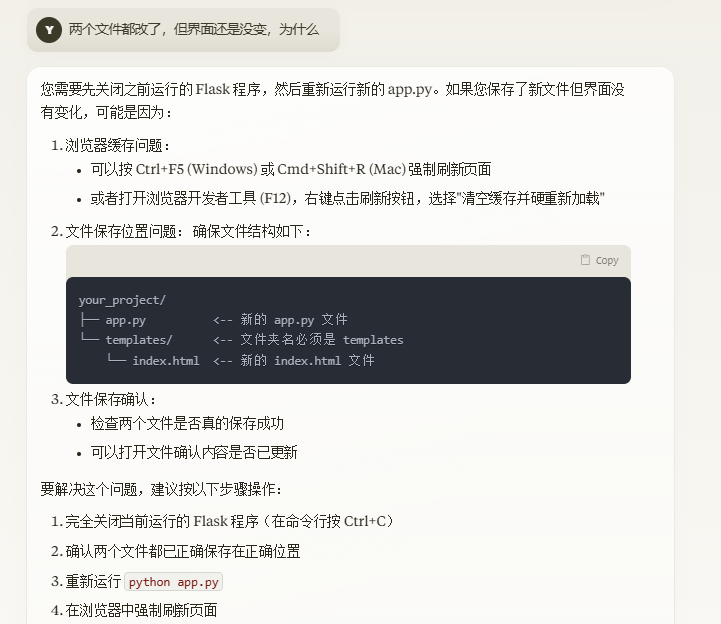 Y 两个文件都改了，但界面还是没变，为什么
您需要先关闭之前运行的 Flask 程序，然后重新运行新的 app.py。如果您保存了新文件但界面没
有变化，可能是因为：
1. 浏览器缓存问题：
• 可以按 Ctrl+F5 (Windows) 或 Cmd+Shift+R (Mac) 强制刷新页面
• 或者打开浏览器开发者工具 (F12)，右键点击刷新按钮，选择"清空缓存并硬重新加载"
2. 文件保存位置问题： 确保文件结构如下：
Copy
your_project/
├── app.py          <-- 新的 app.py 文件
└── templates/      <-- 文件夹名必须是 templates
    └── index.html  <-- 新的 index.html 文件
3. 文件保存确认：
• 检查两个文件是否真的保存成功
• 可以打开文件确认内容是否已更新
要解决这个问题，建议按以下步骤操作：
1. 完全关闭当前运行的 Flask 程序（在命令行按 Ctrl+C）
2. 确认两个文件都已正确保存在正确位置
3. 重新运行 python app.py
4. 在浏览器中强制刷新页面